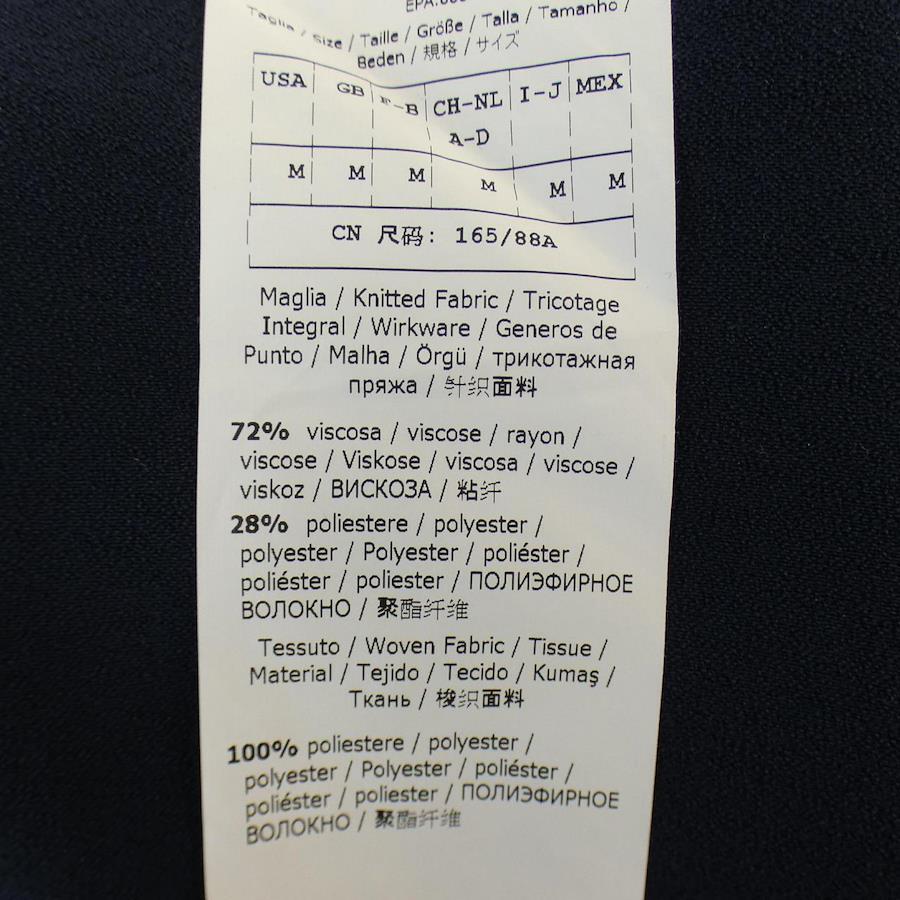 Taglia / Size / Taille / Größe / Talla / Tamanho /
Beden / 規格 / サイズ
USA GB F-B CH-NL I-J MEX
A-D
M M M M M M
CN 尺码: 165/88A
Maglia / Knitted Fabric / Tricotage
Integral / Wirkware / Generos de
Punto / Malha / Örgü / трикотажная
пряжа / 针织面料
72% viscosa / viscose / rayon /
viscose / Viskose / viscosa / viscose /
viskoz / ВИСКОЗА / 粘纤
28% poliestere / polyester /
polyester / Polyester / poliéster /
poliéster / poliester / ПОЛИЭФИРНОЕ
ВОЛОКНО / 聚酯纤维
Tessuto / Woven Fabric / Tissue /
Material / Tejido / Tecido / Kumaş /
Ткань / 梭织面料
100% poliestere / polyester /
polyester / Polyester / poliéster /
poliéster / poliester / ПОЛИЭФИРНОЕ
ВОЛОКНО / 聚酯纤维